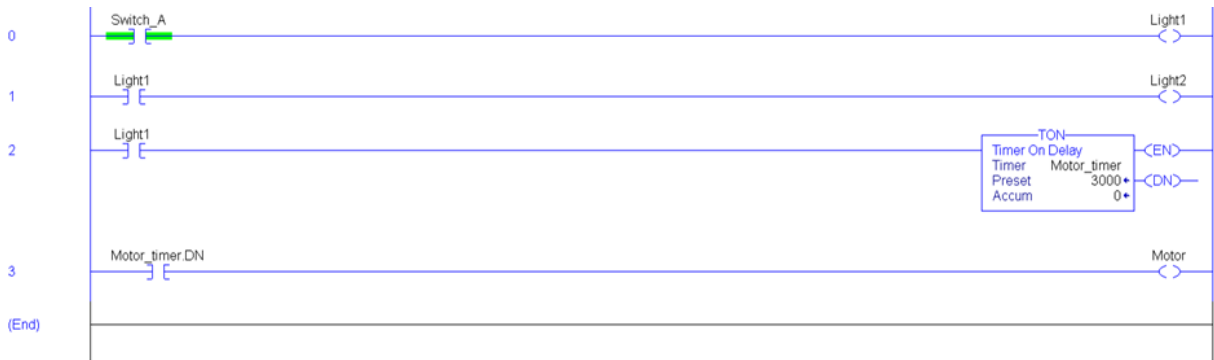 Switch_A Light1
0
Light1 Light2
1
Light1
2
TON
Timer On Delay
Timer Motor_timer
Preset 3000
Accum 0
EN
DN
Motor_timer.DN Motor
3
(End)